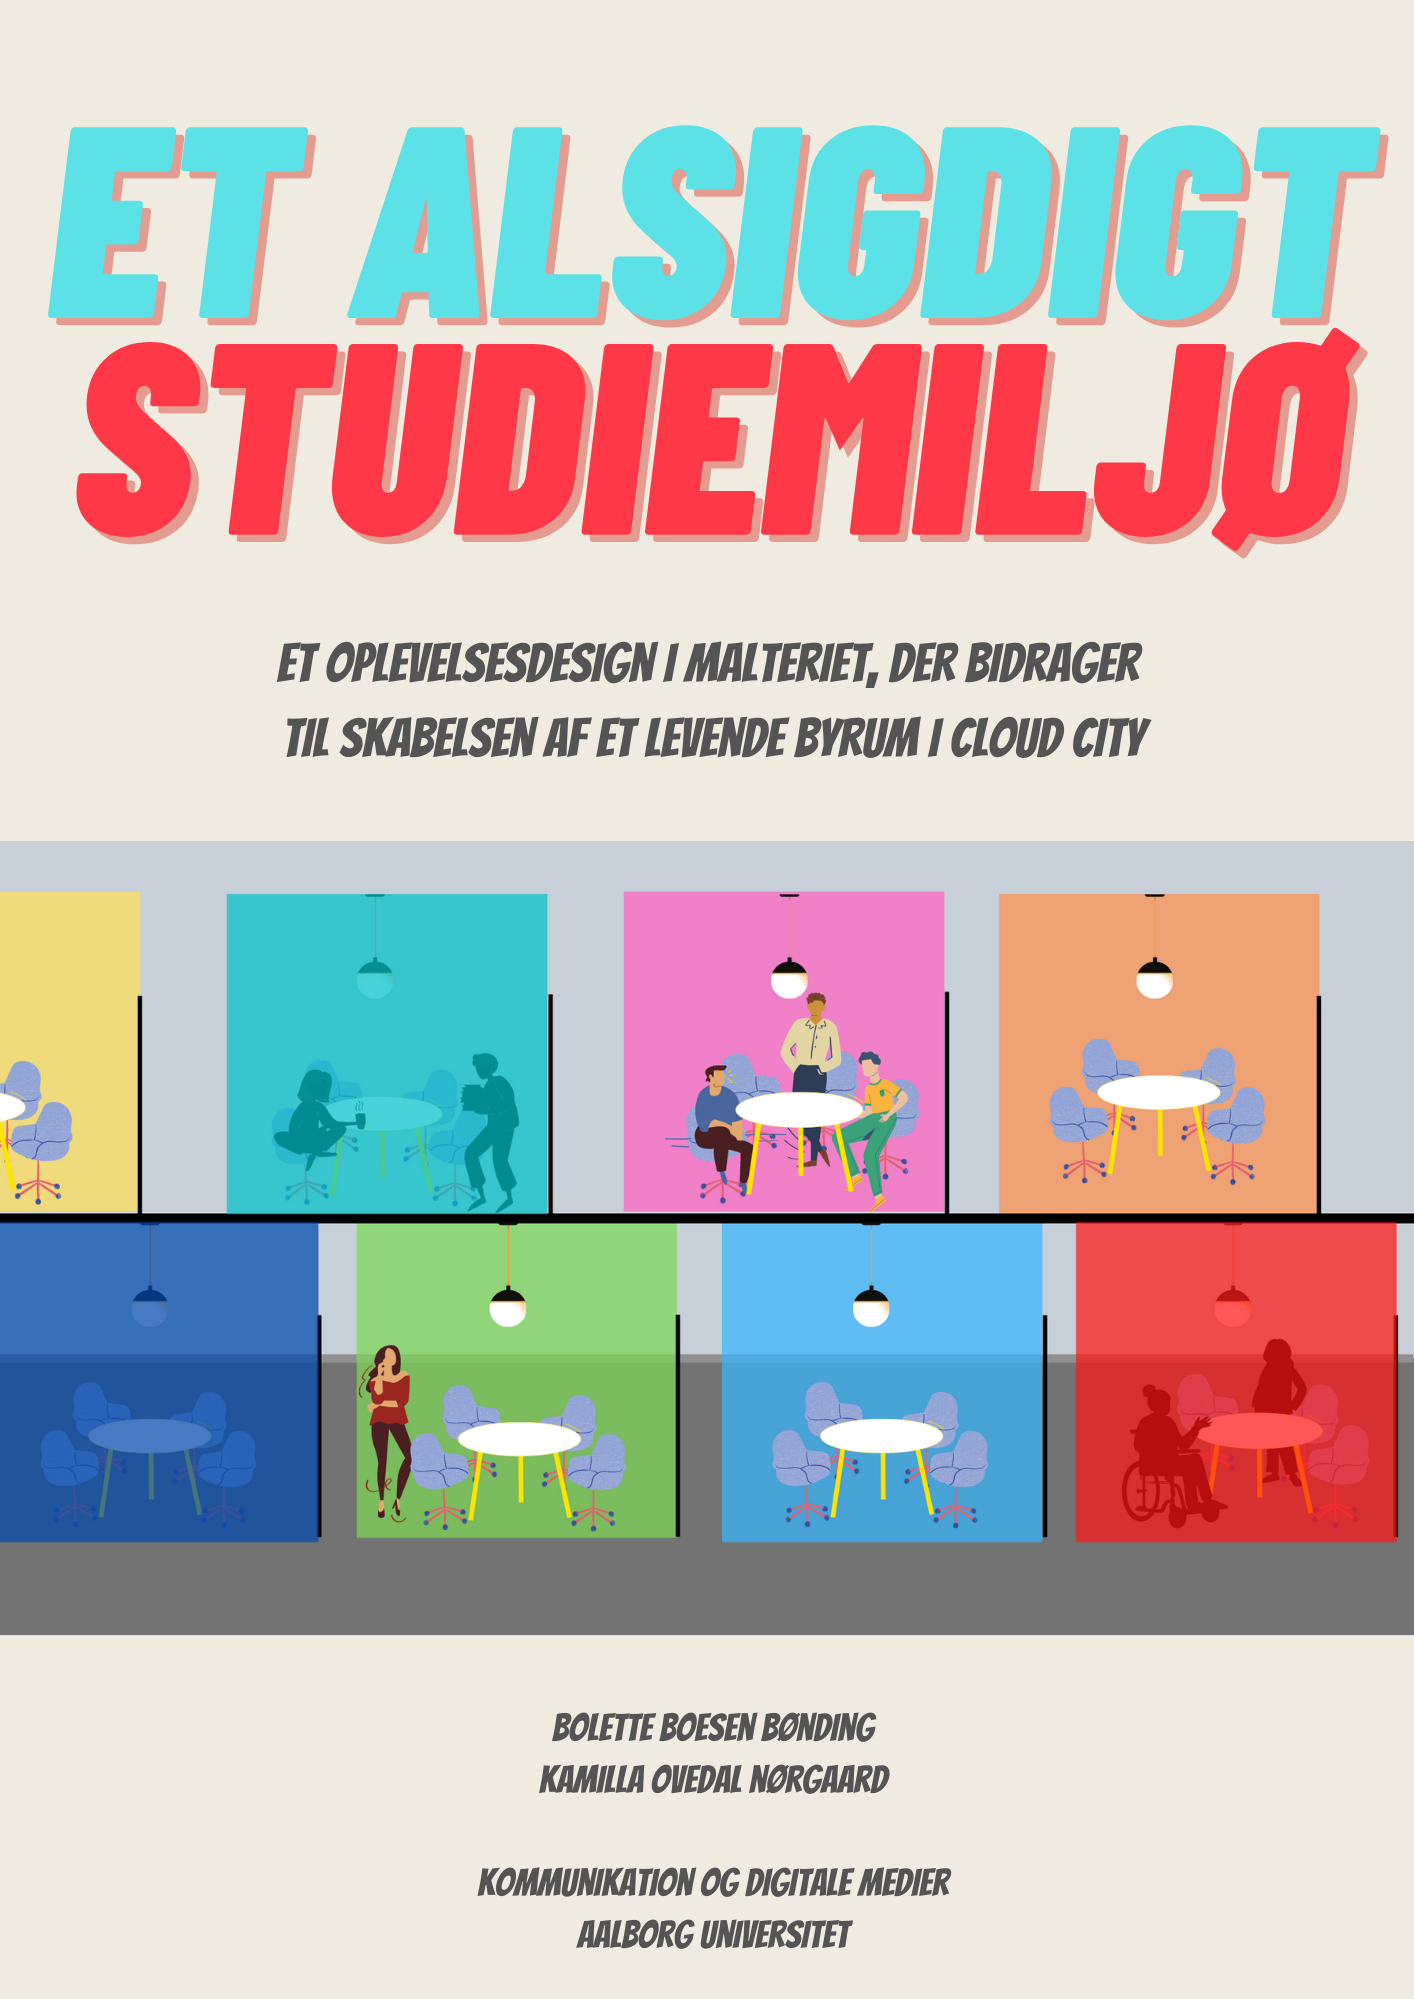 ET ALSIGDIGT
STUDIEMILJØ
ET OPLEVELSESDESIGN I MALTERIET, DER BIDRAGER
TIL SKABELSEN AF ET LEVENDE BYRUM I CLOUD CITY
BOLETTE BOESEN BØNDING
KAMILLA OVEDAL NØRGAARD
KOMMUNIKATION OG DIGITALE MEDIER
AALBORG UNIVERSITET